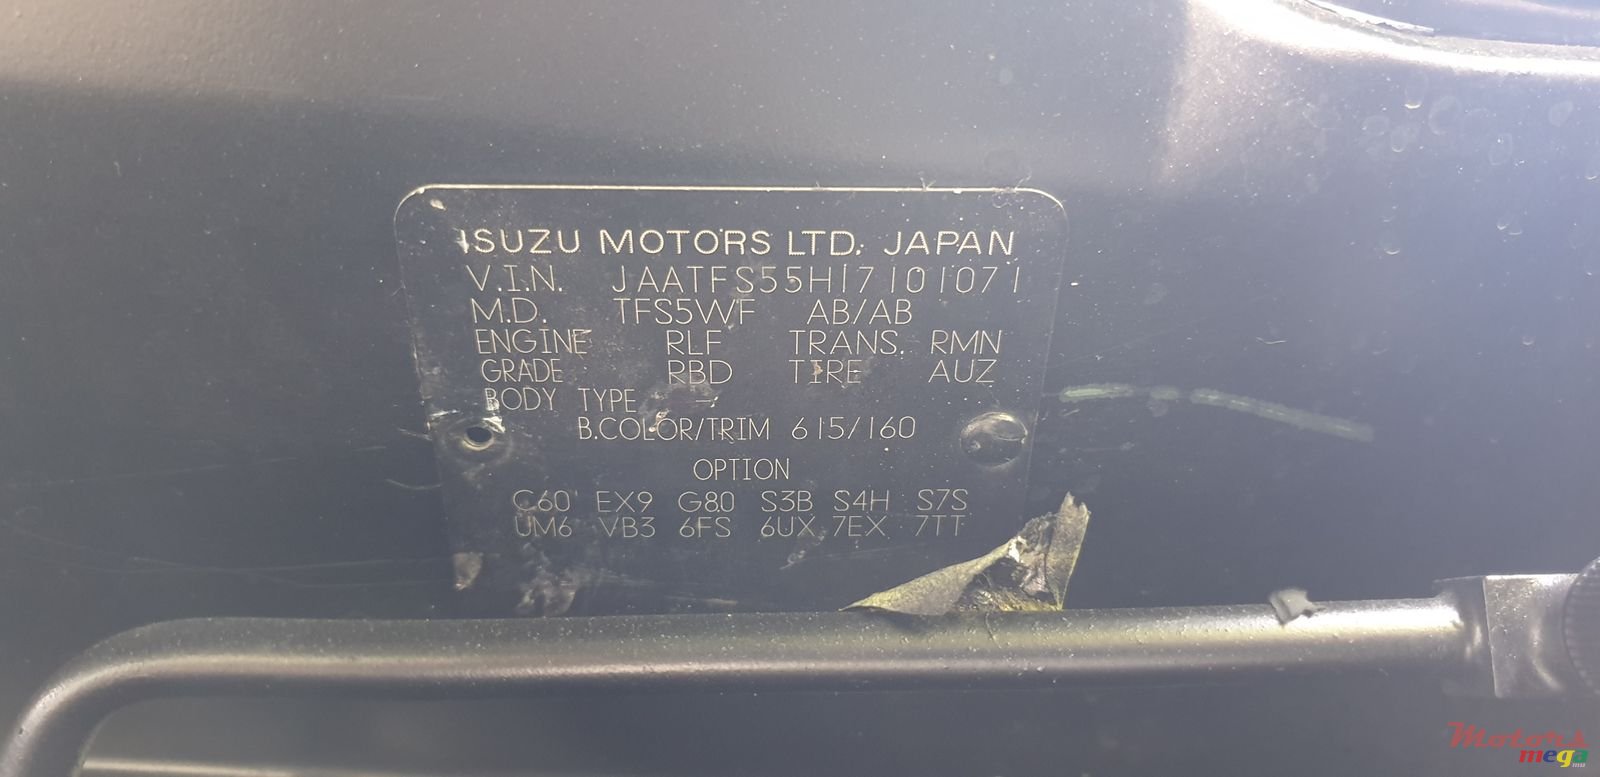 ISUZU MOTORS LTD. JAPAN
V.I.N. JAATFS55H17101071
M.D. TFS5WF AB/AB
ENGINE RLF TRANS. RMN
GRADE RBD TIRE AUZ
BODY TYPE -
B.COLOR/TRIM 615/160
OPTION
C60 EX9 G80 S3B S4H S7S
UM6 VB3 6FS 6UX 7EX 7TT
Motors
mega
.mu